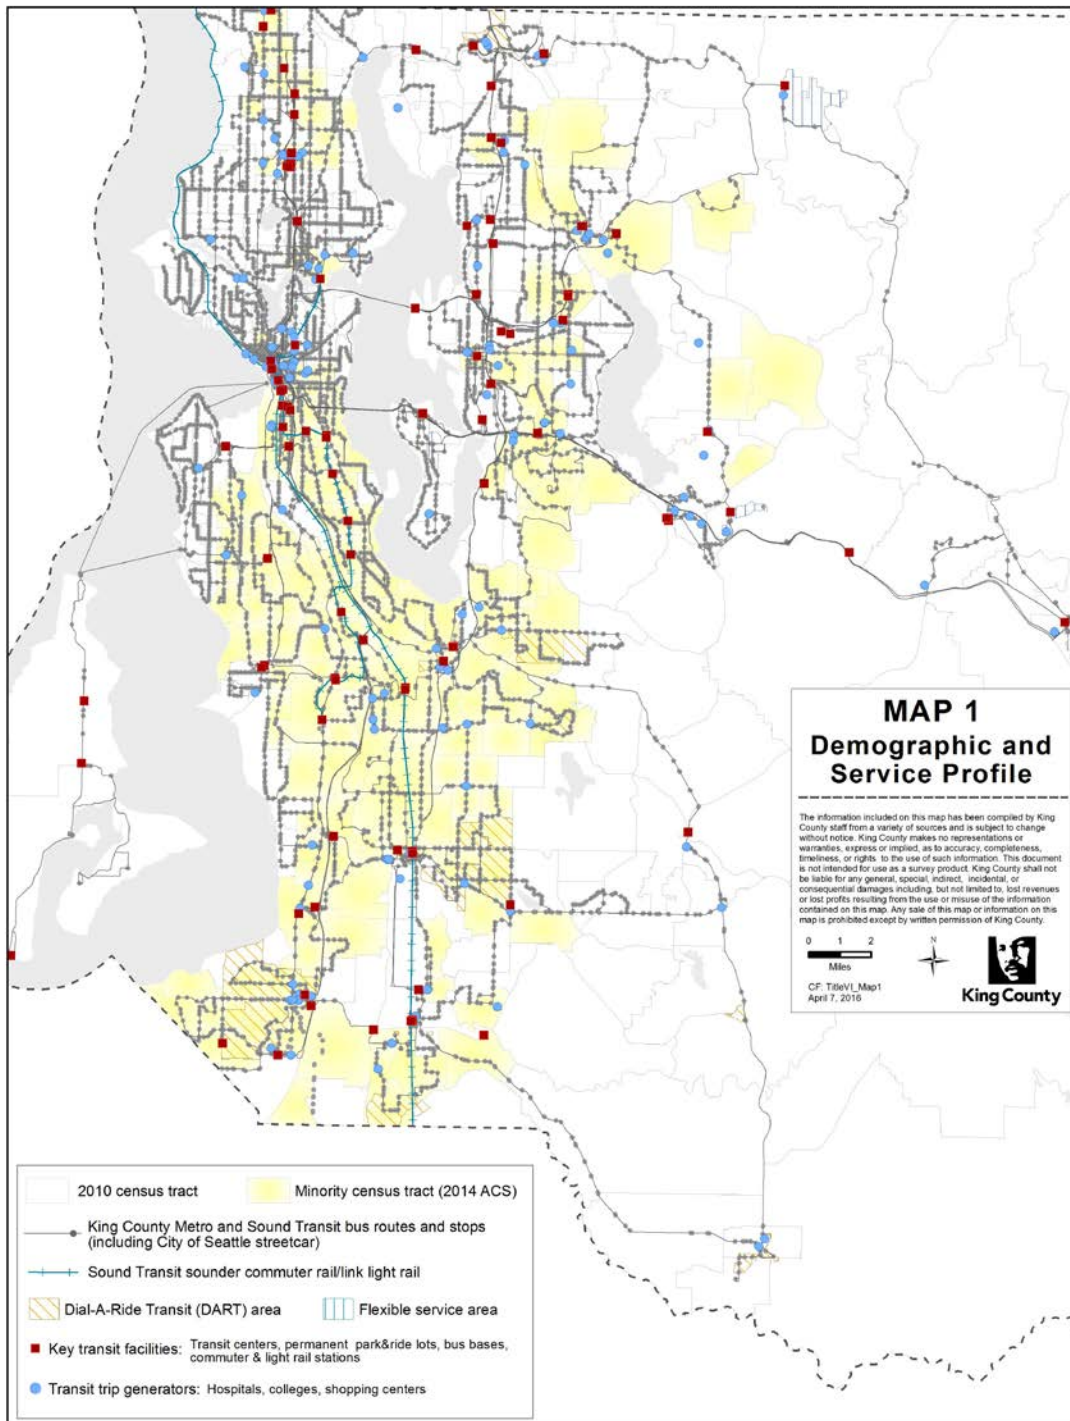 MAP 1
Demographic and
Service Profile
The information included on this map has been compiled by King
County staff from a variety of sources and is subject to change
without notice. King County makes no representations or
warranties, express or implied, as to accuracy, completeness,
timeliness, or rights to the use of such information. This document
is not intended for use as a survey product. King County shall not
be liable for any general, special, indirect, incidental, or
consequential damages including, but not limited to, lost revenues
or lost profits resulting from the use or misuse of the information
contained on this map. Any sale of this map or information on this
map is prohibited except by written permission of King County.
0 1 2
Miles
N
CF: TitleVI_Map1
April 7, 2016
King County
2010 census tract
Minority census tract (2014 ACS)
King County Metro and Sound Transit bus routes and stops
(including City of Seattle streetcar)
Sound Transit sounder commuter rail/link light rail
Dial-A-Ride Transit (DART) area
Flexible service area
Key transit facilities: Transit centers, permanent park&ride lots, bus bases,
commuter & light rail stations
Transit trip generators: Hospitals, colleges, shopping centers